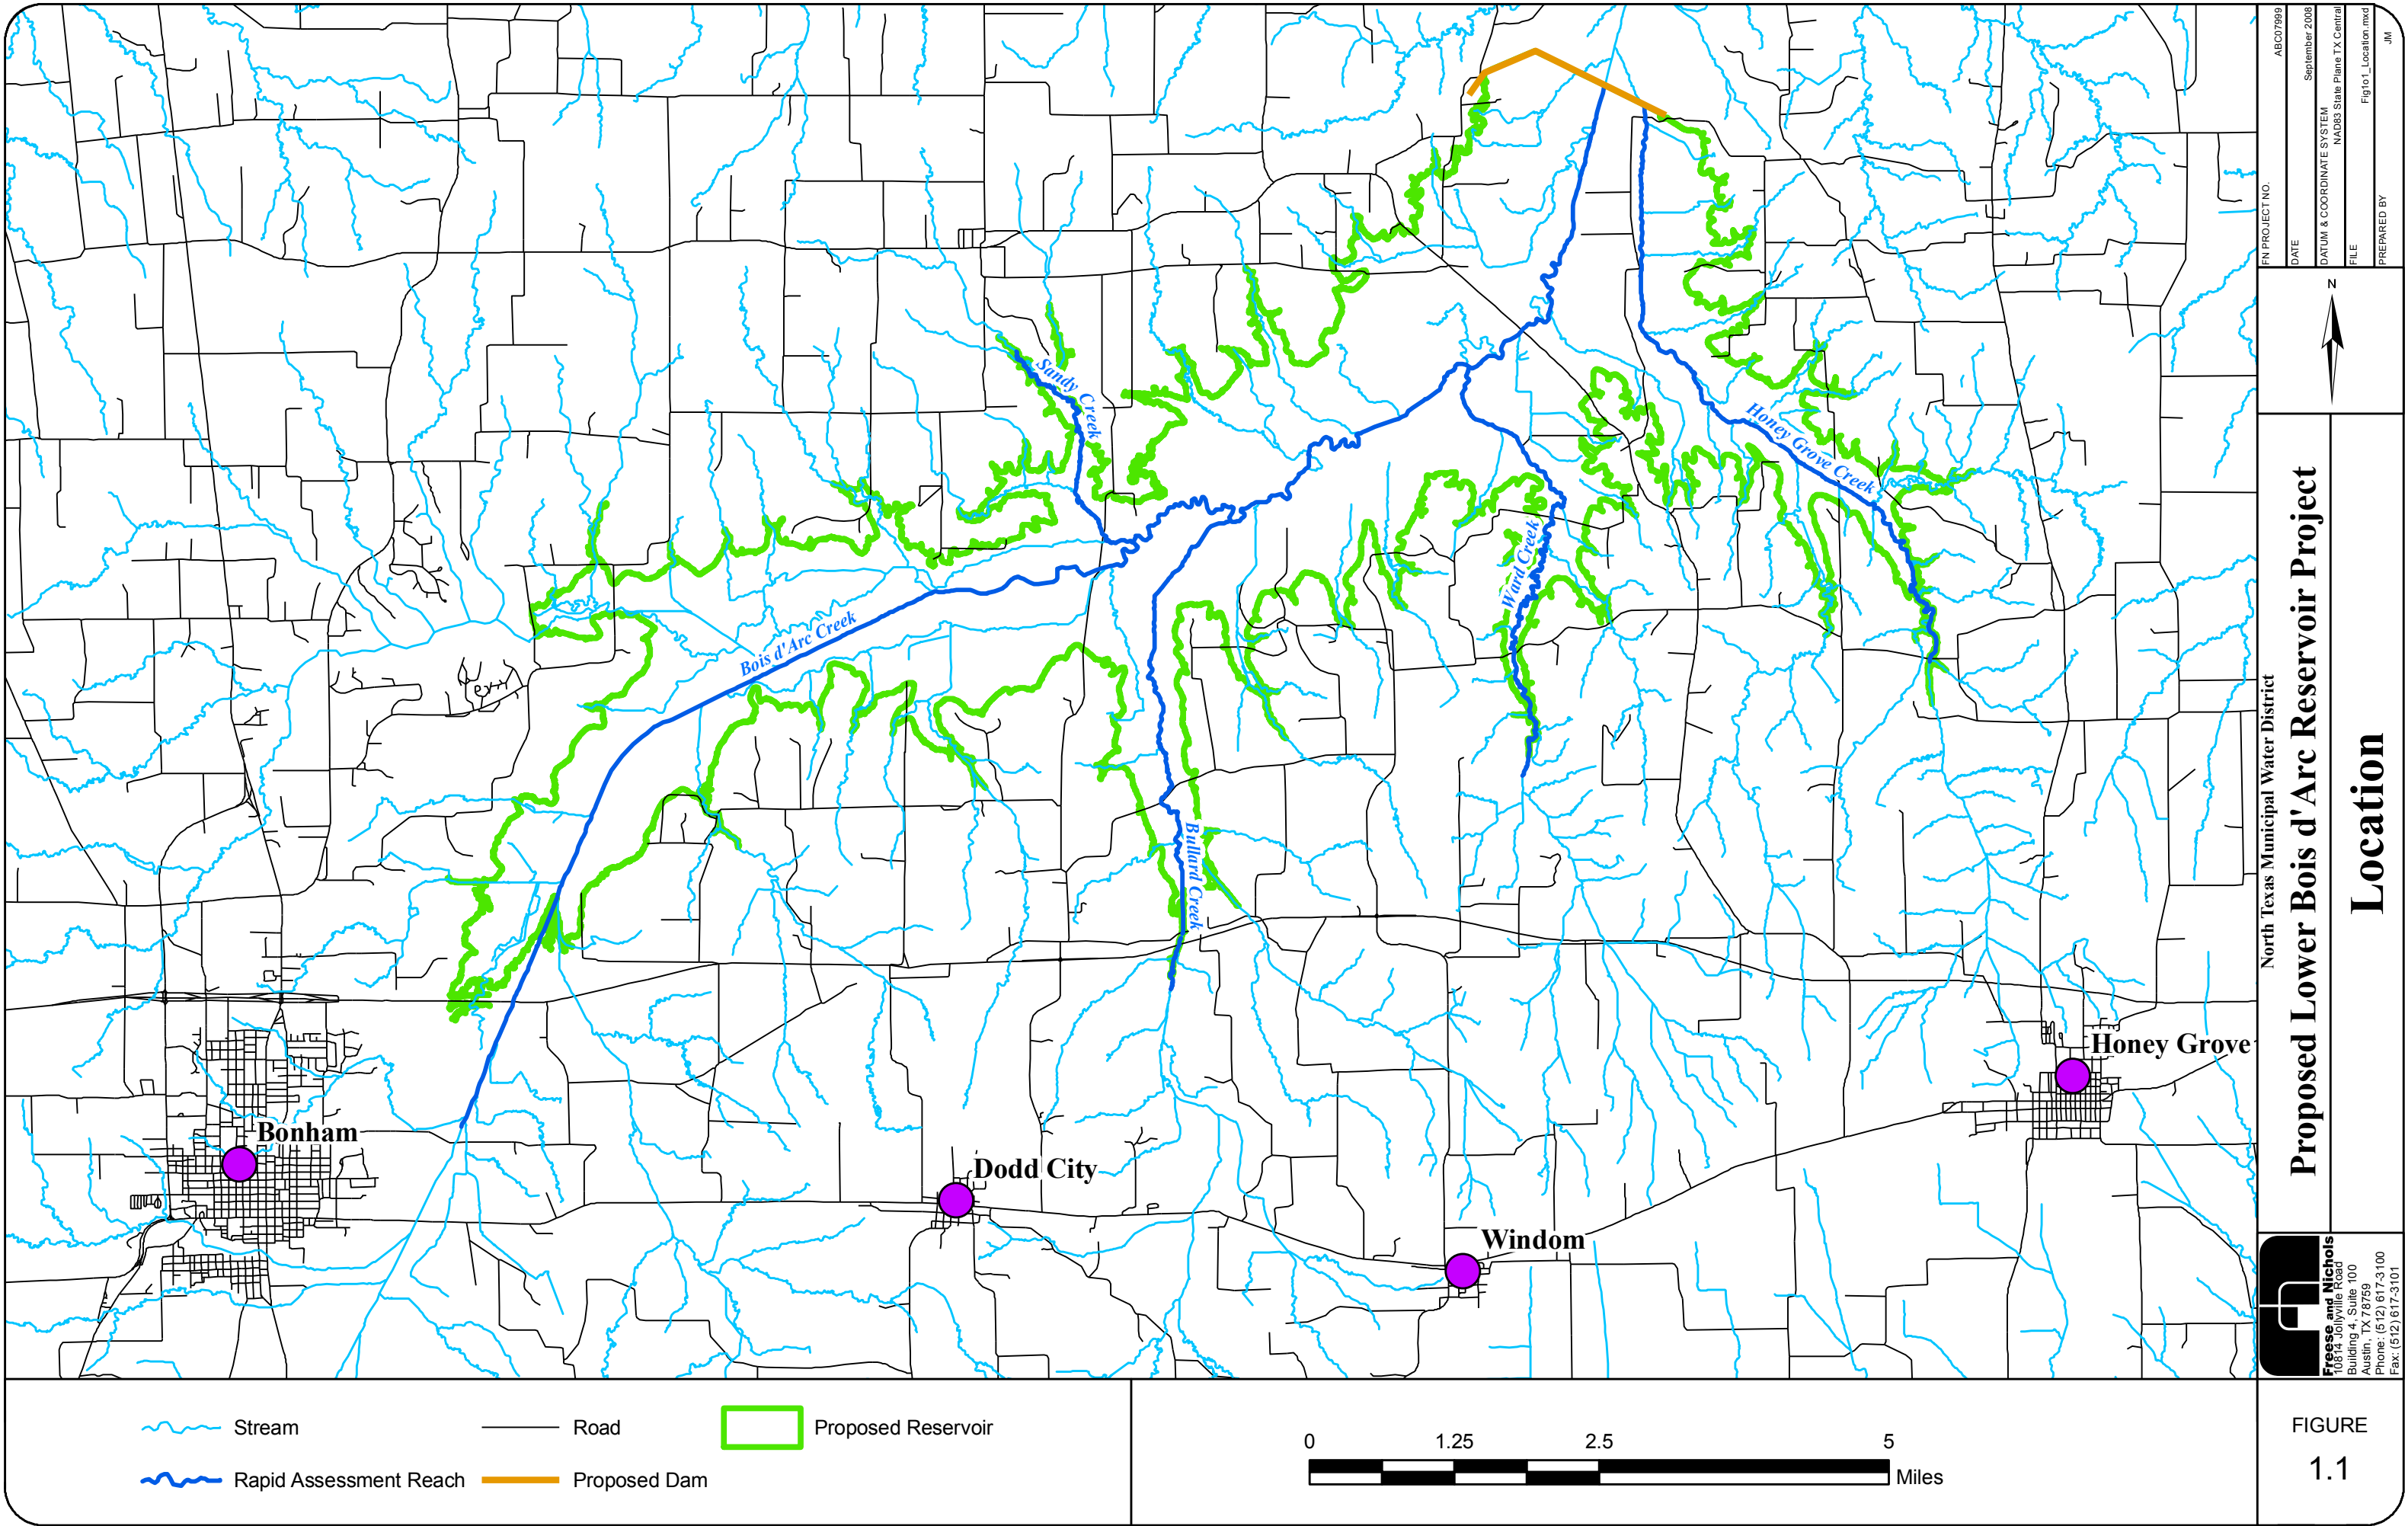 Sandy Creek
Honey Grove Creek
Ward Creek
Bois d'Arc Creek
Bullard Creek
Honey Grove
Bonham
Dodd City
Windom
Stream
Road
Proposed Reservoir
Rapid Assessment Reach
Proposed Dam
0
1.25
2.5
5
Miles
FN PROJECT NO.
ABC07999
DATE
September 2008
DATUM & COORDINATE SYSTEM
NAD83 State Plane TX Central
FILE
Fig1o1_Location.mxd
PREPARED BY
JM
N
North Texas Municipal Water District
Proposed Lower Bois d'Arc Reservoir Project
Location
Freese and Nichols
10814 Jollyville Road
Building 4, Suite 100
Austin, TX 78759
Phone: (512) 617-3100
Fax: (512) 617-3101
FIGURE
1.1